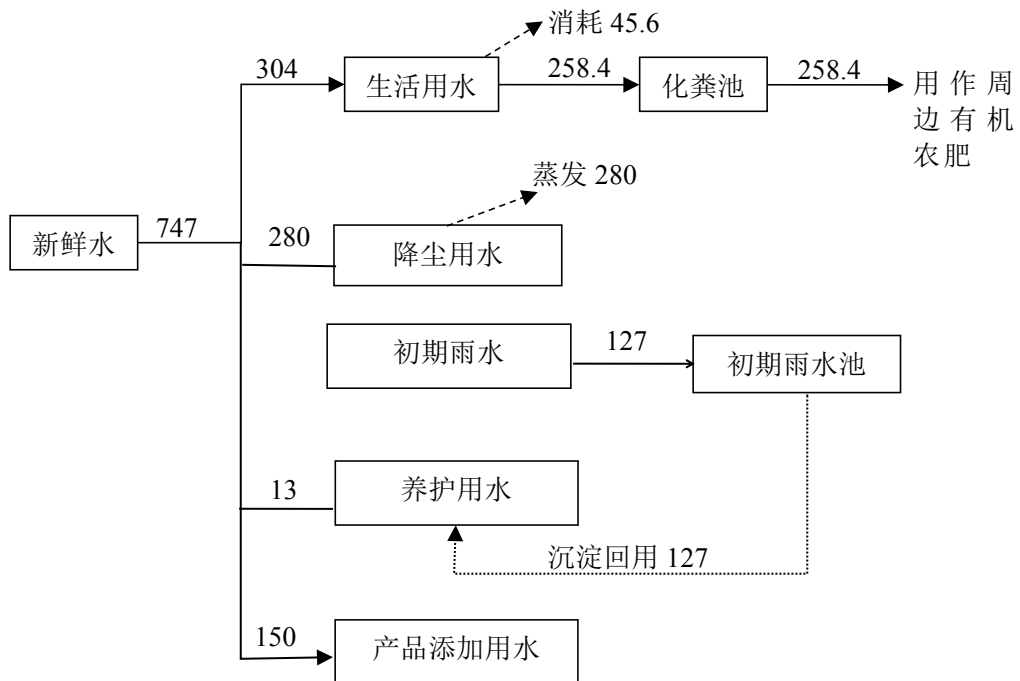 消耗 45.6
304
生活用水
258.4
化粪池
258.4
用作周
边有机
农肥
蒸发 280
新鲜水
747
280
降尘用水
初期雨水
127
初期雨水池
13
养护用水
沉淀回用 127
150
产品添加用水